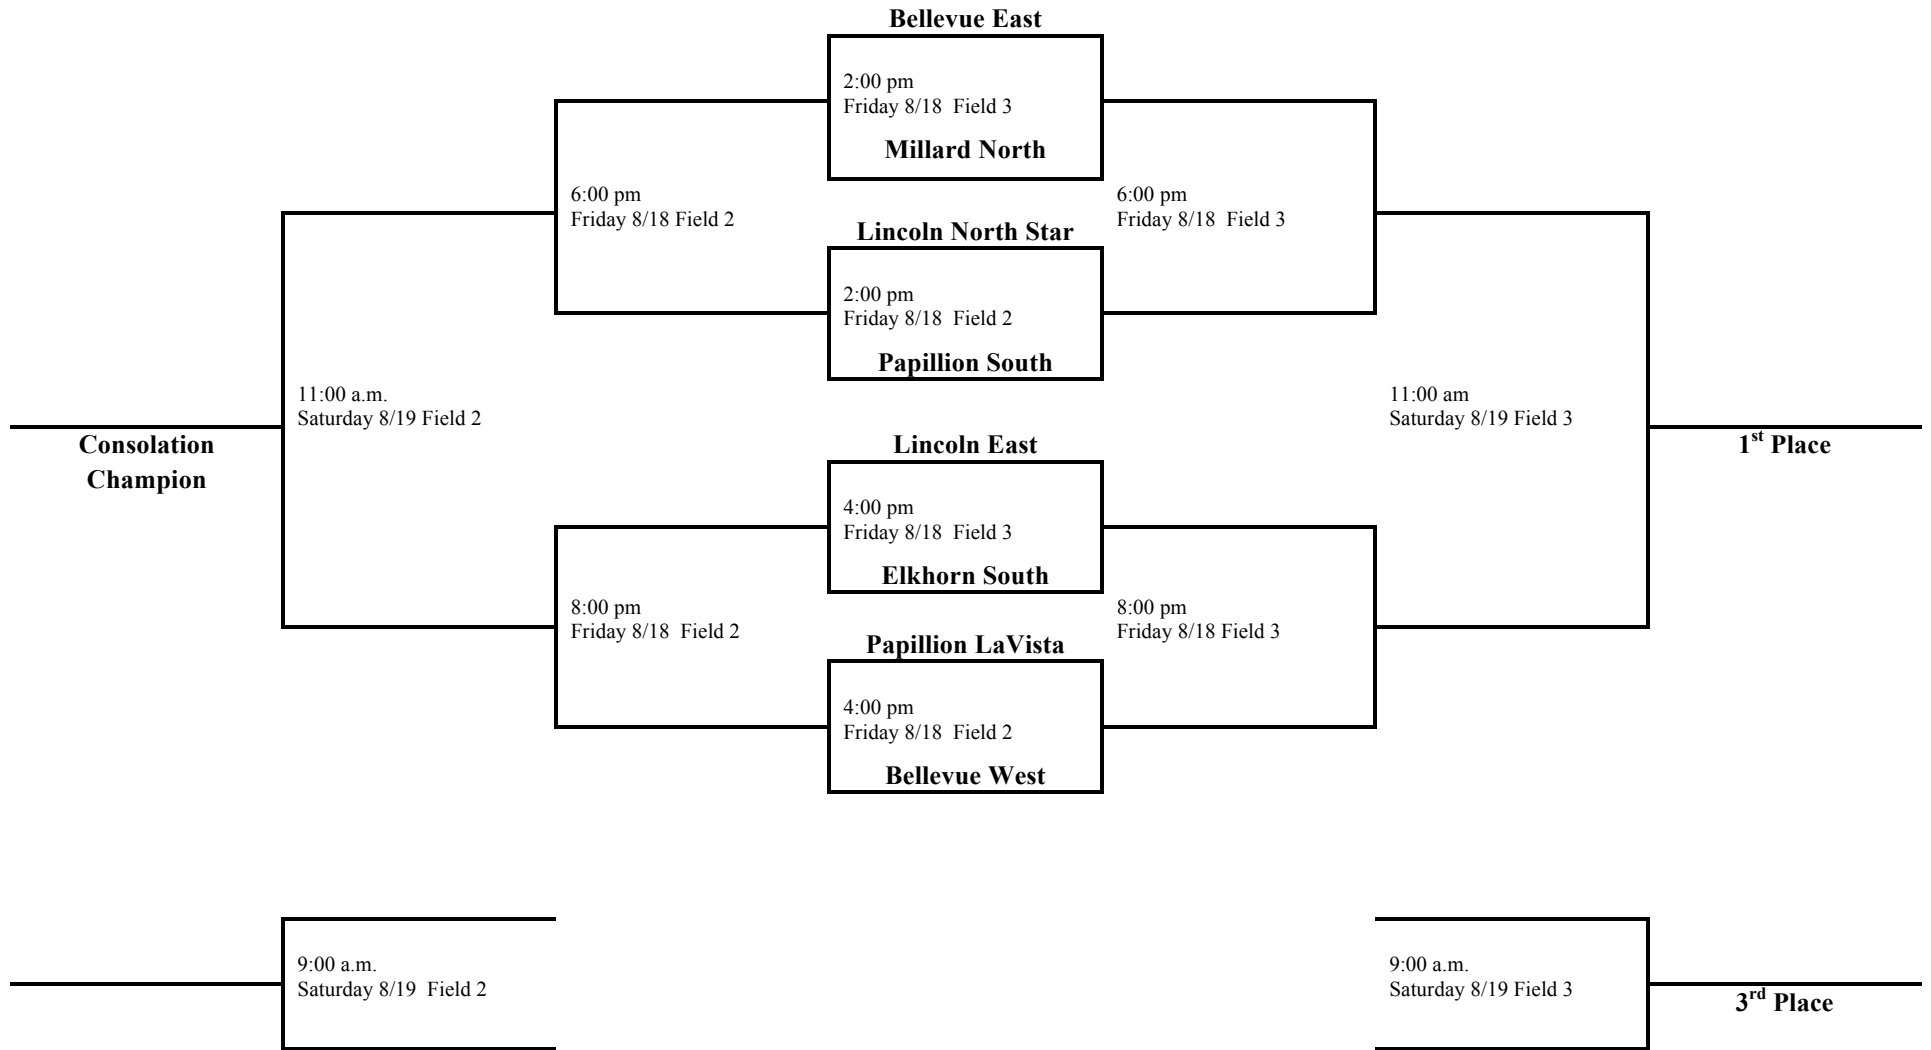 Bellevue East
2:00 pm
Friday 8/18  Field 3
Millard North
6:00 pm
Friday 8/18 Field 2
6:00 pm
Friday 8/18  Field 3
Lincoln North Star
2:00 pm
Friday 8/18  Field 2
Papillion South
11:00 a.m.
Saturday 8/19 Field 2
11:00 am
Saturday 8/19 Field 3
Consolation
Champion
Lincoln East
1st Place
4:00 pm
Friday 8/18  Field 3
Elkhorn South
8:00 pm
Friday 8/18  Field 2
8:00 pm
Friday 8/18 Field 3
Papillion LaVista
4:00 pm
Friday 8/18  Field 2
Bellevue West
9:00 a.m.
Saturday 8/19  Field 2
9:00 a.m.
Saturday 8/19 Field 3
3rd Place